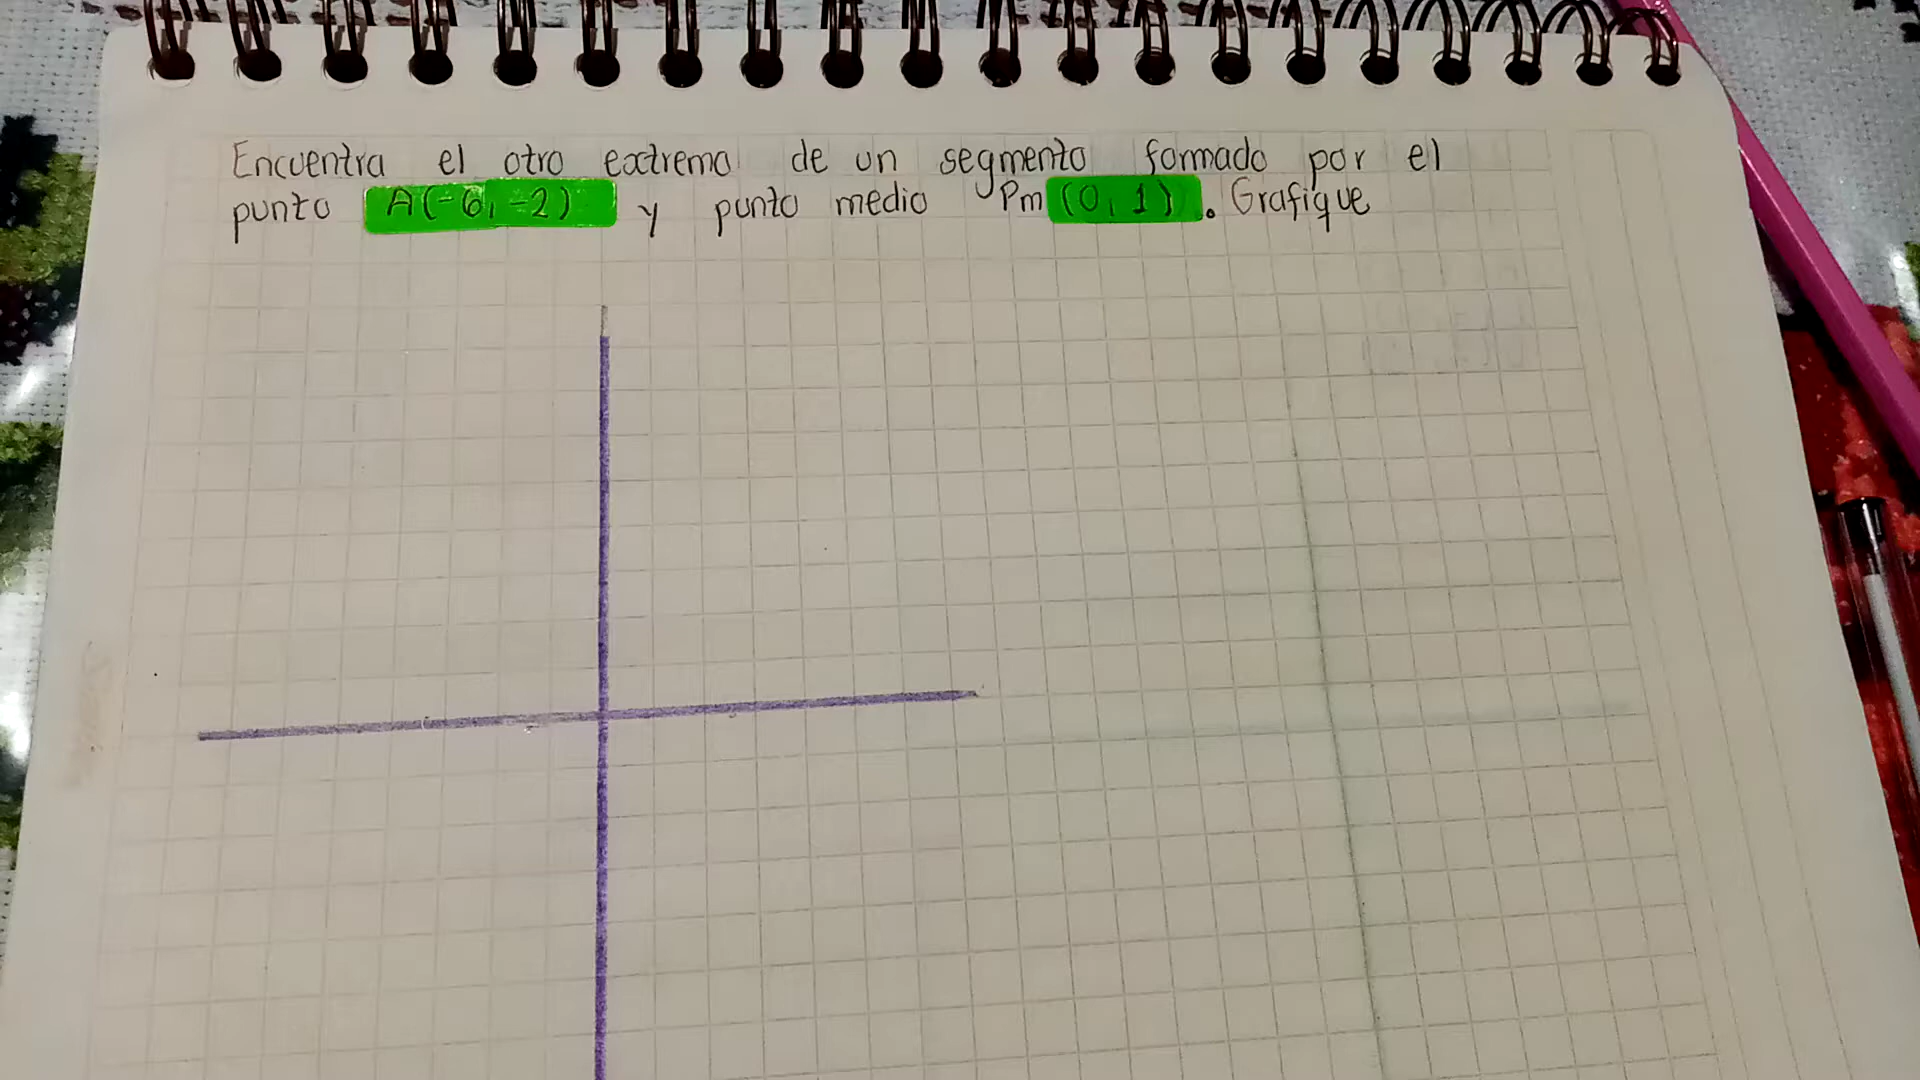 Encuentra el otro extremo de un segmento formado por el
punto A(-6, -2) y punto medio Pm (0, 1). Grafique